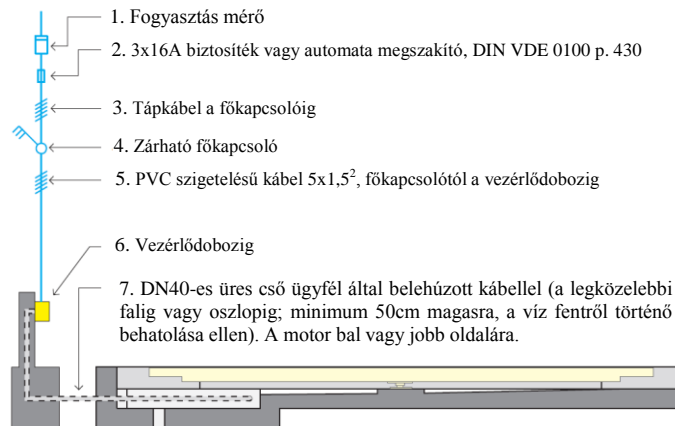 1. Fogyasztás mérő
2. 3x16A biztosíték vagy automata megszakító, DIN VDE 0100 p. 430
3. Tápkábel a főkapcsolóig
4. Zárható főkapcsoló
5. PVC szigetelésű kábel 5x1,5², főkapcsolótól a vezérlődobozig
6. Vezérlődobozig
7. DN40-es üres cső ügyfél által belehúzott kábellel (a legközelebbi
falig vagy oszlopig; minimum 50cm magasra, a víz fentről történő
behatolása ellen). A motor bal vagy jobb oldalára.